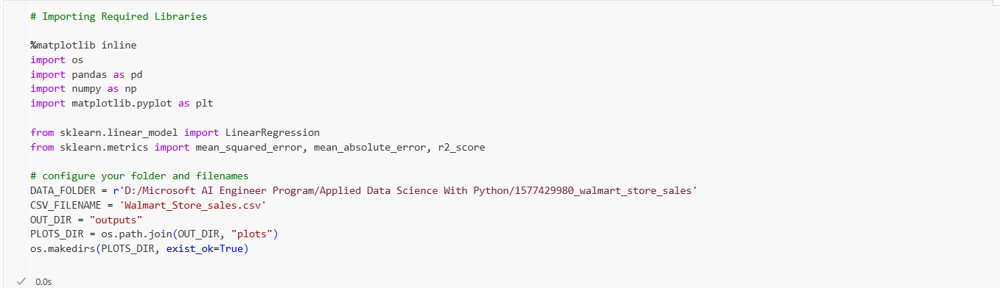 # Importing Required Libraries
%matplotlib inline
import os
import pandas as pd
import numpy as np
import matplotlib.pyplot as plt
from sklearn.linear_model import LinearRegression
from sklearn.metrics import mean_squared_error, mean_absolute_error, r2_score
# configure your folder and filenames
DATA_FOLDER = r'D:/Microsoft AI Engineer Program/Applied Data Science With Python/1577429980_walmart_store_sales'
CSV_FILENAME = 'Walmart_Store_sales.csv'
OUT_DIR = "outputs"
PLOTS_DIR = os.path.join(OUT_DIR, "plots")
os.makedirs(PLOTS_DIR, exist_ok=True)
0.0s